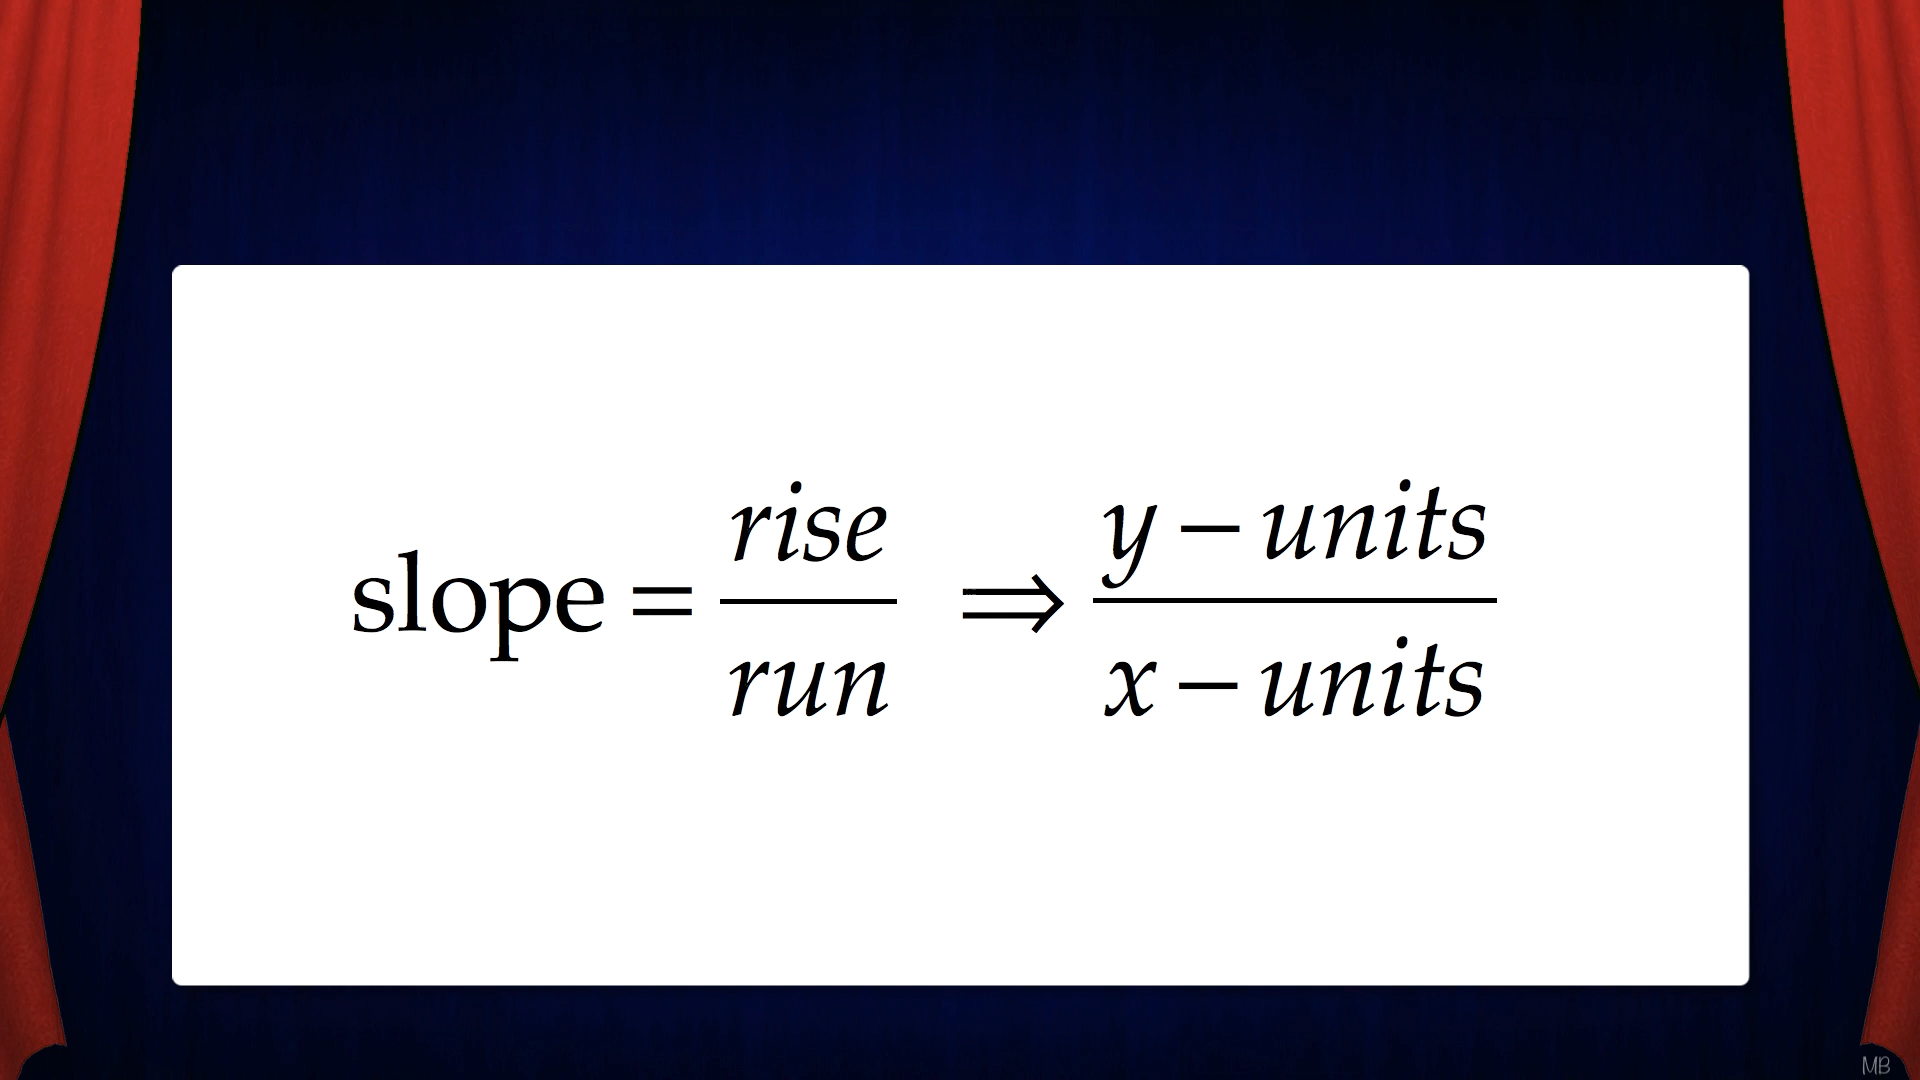 slope = rise/run ⇒ y – units/x – units
MB